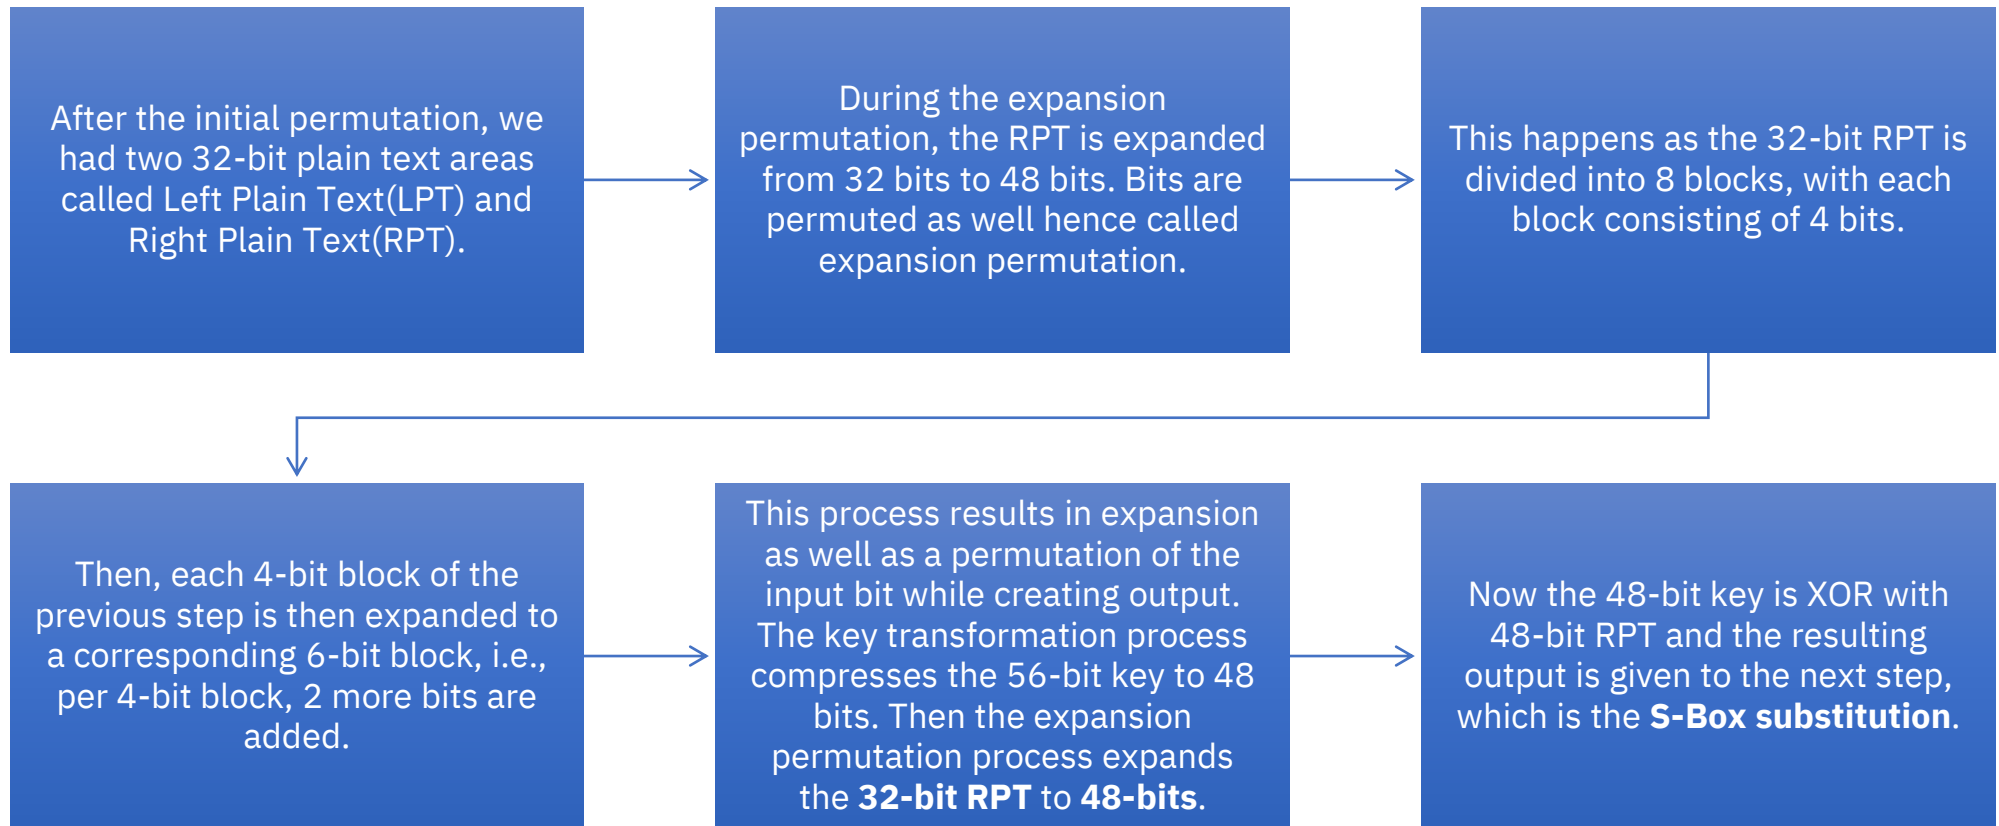 After the initial permutation, we
had two 32-bit plain text areas
called Left Plain Text(LPT) and
Right Plain Text(RPT).
During the expansion
permutation, the RPT is expanded
from 32 bits to 48 bits. Bits are
permuted as well hence called
expansion permutation.
This happens as the 32-bit RPT is
divided into 8 blocks, with each
block consisting of 4 bits.
Then, each 4-bit block of the
previous step is then expanded to
a corresponding 6-bit block, i.e.,
per 4-bit block, 2 more bits are
added.
This process results in expansion
as well as a permutation of the
input bit while creating output.
The key transformation process
compresses the 56-bit key to 48
bits. Then the expansion
permutation process expands
the 32-bit RPT to 48-bits.
Now the 48-bit key is XOR with
48-bit RPT and the resulting
output is given to the next step,
which is the S-Box substitution.